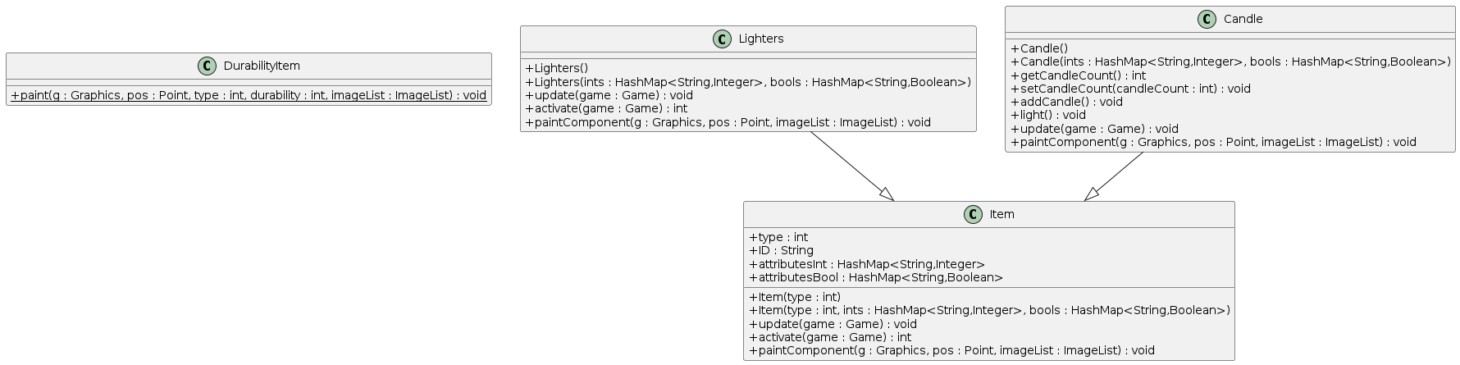 C DurabilityItem
+paint(g : Graphics, pos : Point, type : int, durability : int, imageList : ImageList) : void
C Lighters
+Lighters()
+Lighters(ints : HashMap<String,Integer>, bools : HashMap<String,Boolean>)
+update(game : Game) : void
+activate(game : Game) : int
+paintComponent(g : Graphics, pos : Point, imageList : ImageList) : void
C Candle
+Candle()
+Candle(ints : HashMap<String,Integer>, bools : HashMap<String,Boolean>)
+getCandleCount() : int
+setCandleCount(candleCount : int) : void
+addCandle() : void
+light() : void
+update(game : Game) : void
+paintComponent(g : Graphics, pos : Point, imageList : ImageList) : void
C Item
+type : int
+ID : String
+attributesInt : HashMap<String,Integer>
+attributesBool : HashMap<String,Boolean>
+Item(type : int)
+Item(type : int, ints : HashMap<String,Integer>, bools : HashMap<String,Boolean>)
+update(game : Game) : void
+activate(game : Game) : int
+paintComponent(g : Graphics, pos : Point, imageList : ImageList) : void